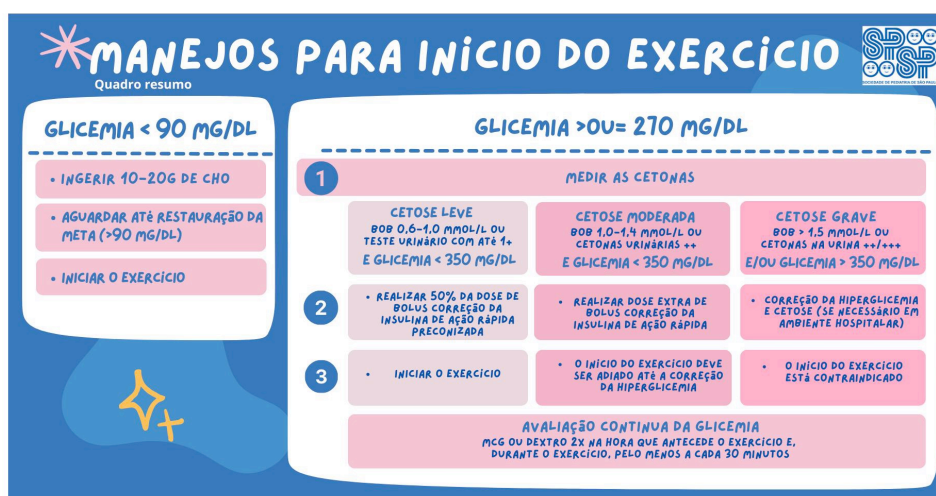 MANEJOS PARA INÍCIO DO EXERCÍCIO
Quadro resumo
SPSP
SOCIEDADE DE PEDIATRIA DE SÃO PAULO
GLICEMIA < 90 MG/DL
• INGERIR 10-20G DE CHO
• AGUARDAR ATÉ RESTAURAÇÃO DA
META (>90 MG/DL)
• INICIAR O EXERCÍCIO
GLICEMIA >OU= 270 MG/DL
1
MEDIR AS CETONAS
CETOSE LEVE
BOB 0,6-1,0 MMOL/L OU
TESTE URINÁRIO COM ATÉ 1+
E GLICEMIA < 350 MG/DL
CETOSE MODERADA
BOB 1,0-1,4 MMOL/L OU
CETONAS URINÁRIAS ++
E GLICEMIA < 350 MG/DL
CETOSE GRAVE
BOB > 1,5 MMOL/L OU
CETONAS NA URINA ++/+++
E/OU GLICEMIA > 350 MG/DL
2
• REALIZAR 50% DA DOSE DE
BOLUS CORREÇÃO DA
INSULINA DE AÇÃO RÁPIDA
PRECONIZADA
• REALIZAR DOSE EXTRA DE
BOLUS CORREÇÃO DA
INSULINA DE AÇÃO RÁPIDA
• CORREÇÃO DA HIPERGLICEMIA
E CETOSE (SE NECESSÁRIO EM
AMBIENTE HOSPITALAR)
3
• INICIAR O EXERCÍCIO
• O INÍCIO DO EXERCÍCIO DEVE
SER ADIADO ATÉ A CORREÇÃO
DA HIPERGLICEMIA
• O INÍCIO DO EXERCÍCIO
ESTÁ CONTRAINDICADO
AVALIAÇÃO CONTINUA DA GLICEMIA
MCG OU DEXTRO 2X NA HORA QUE ANTECEDE O EXERCÍCIO E,
DURANTE O EXERCÍCIO, PELO MENOS A CADA 30 MINUTOS